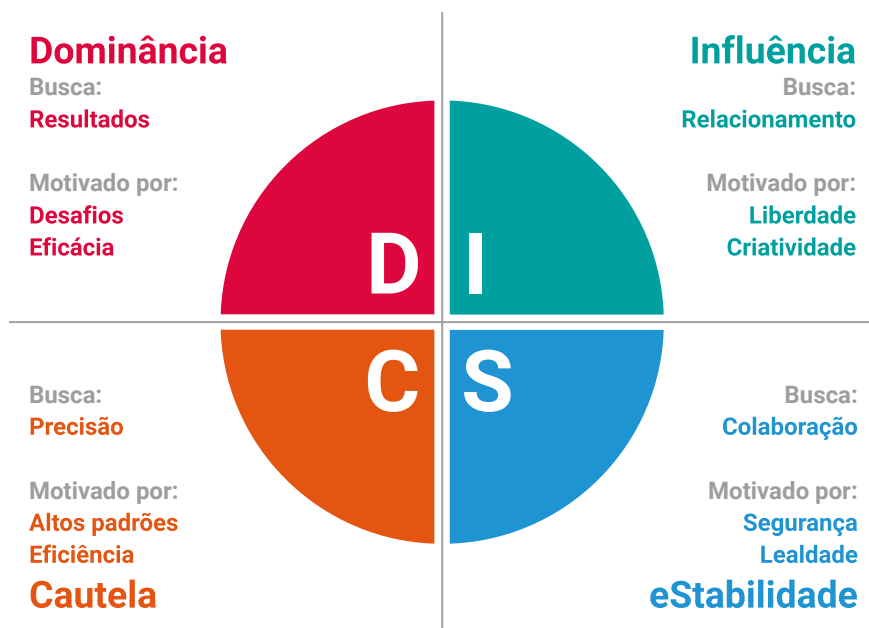 Dominância
Busca:
Resultados
Motivado por:
Desafios
Eficácia
Influência
Busca:
Relacionamento
Motivado por:
Liberdade
Criatividade
D
I
C
S
Busca:
Precisão
Motivado por:
Altos padrões
Eficiência
Cautela
Busca:
Colaboração
Motivado por:
Segurança
Lealdade
eStabilidade